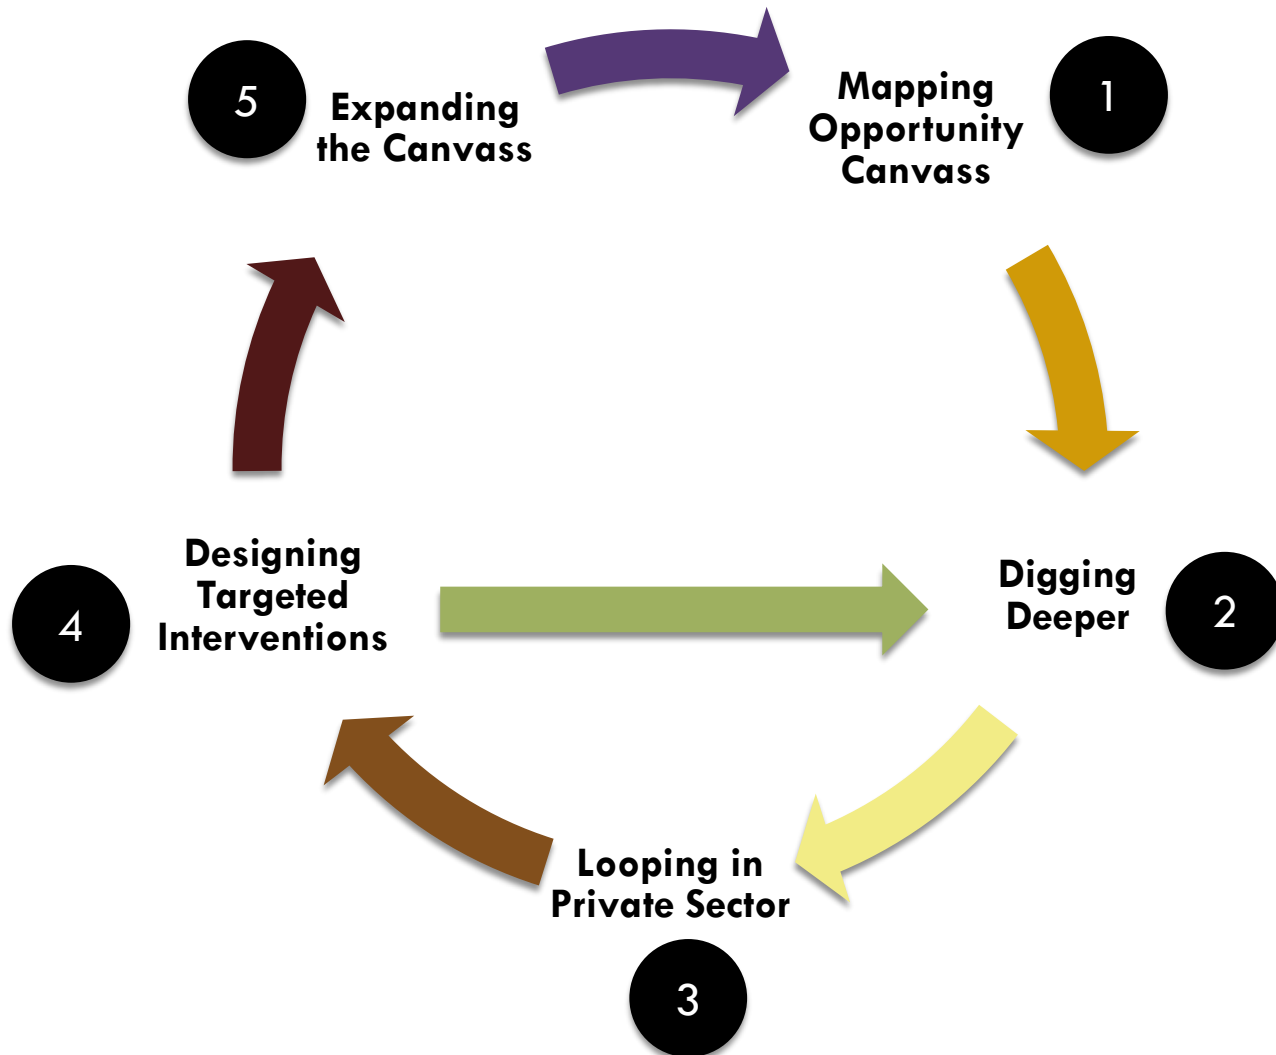 1
Mapping
Opportunity
Canvass
2
Digging
Deeper
3
Looping in
Private Sector
4
Designing
Targeted
Interventions
5
Expanding
the Canvass